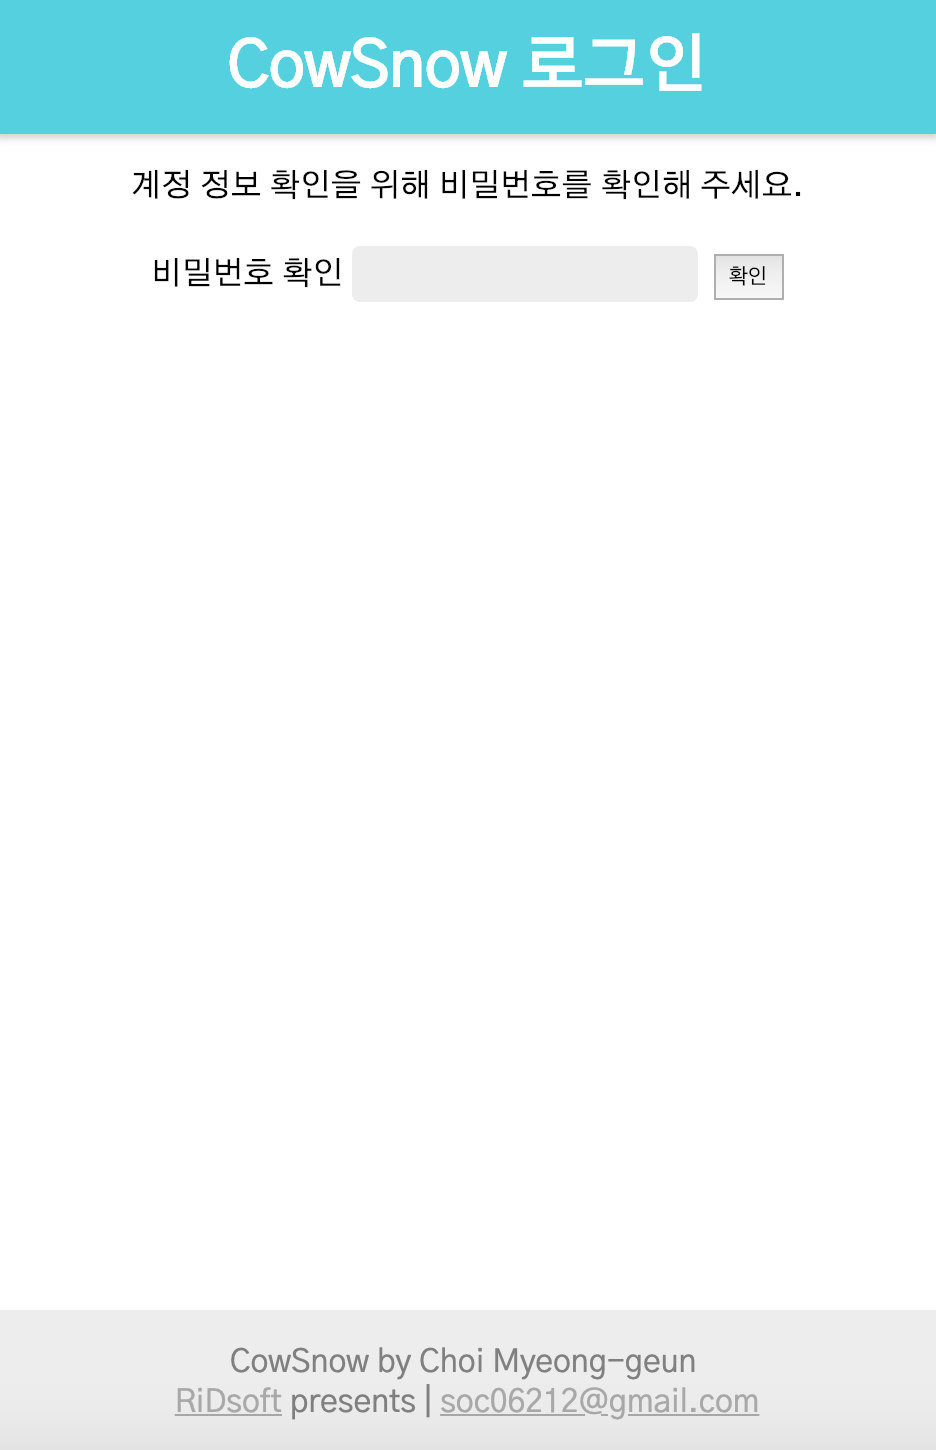 CowSnow 로그인
계정 정보 확인을 위해 비밀번호를 확인해 주세요.
비밀번호 확인 확인
CowSnow by Choi Myeong-geun
RiDsoft presents | soc06212@gmail.com